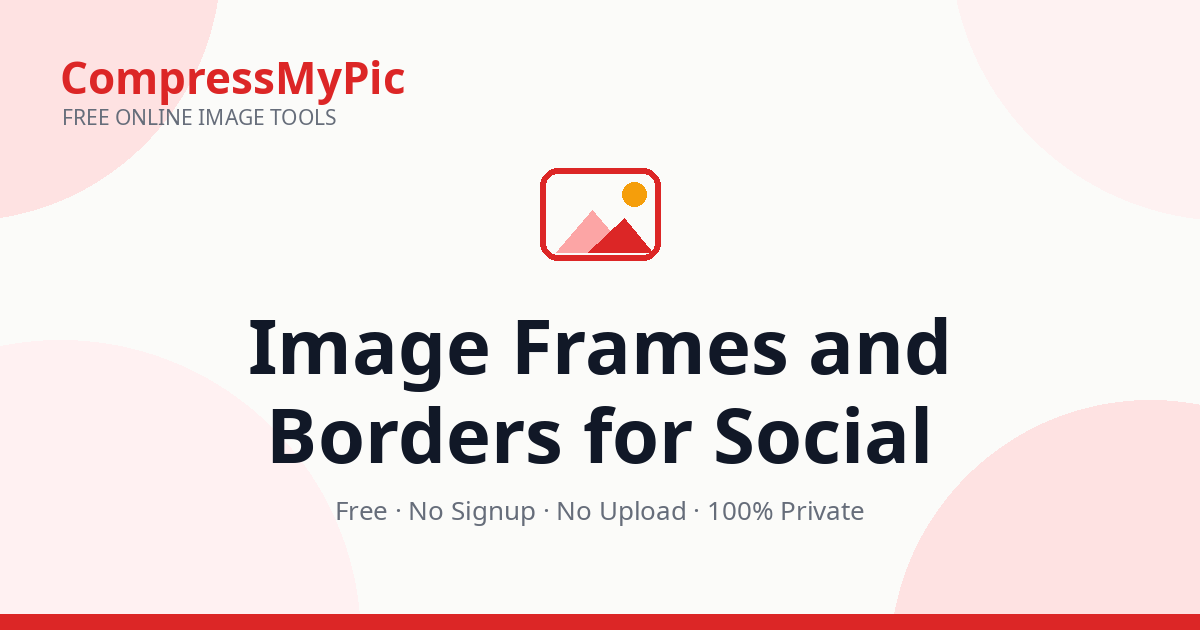 CompressMyPic
FREE ONLINE IMAGE TOOLS
Image Frames and
Borders for Social
Free · No Signup · No Upload · 100% Private